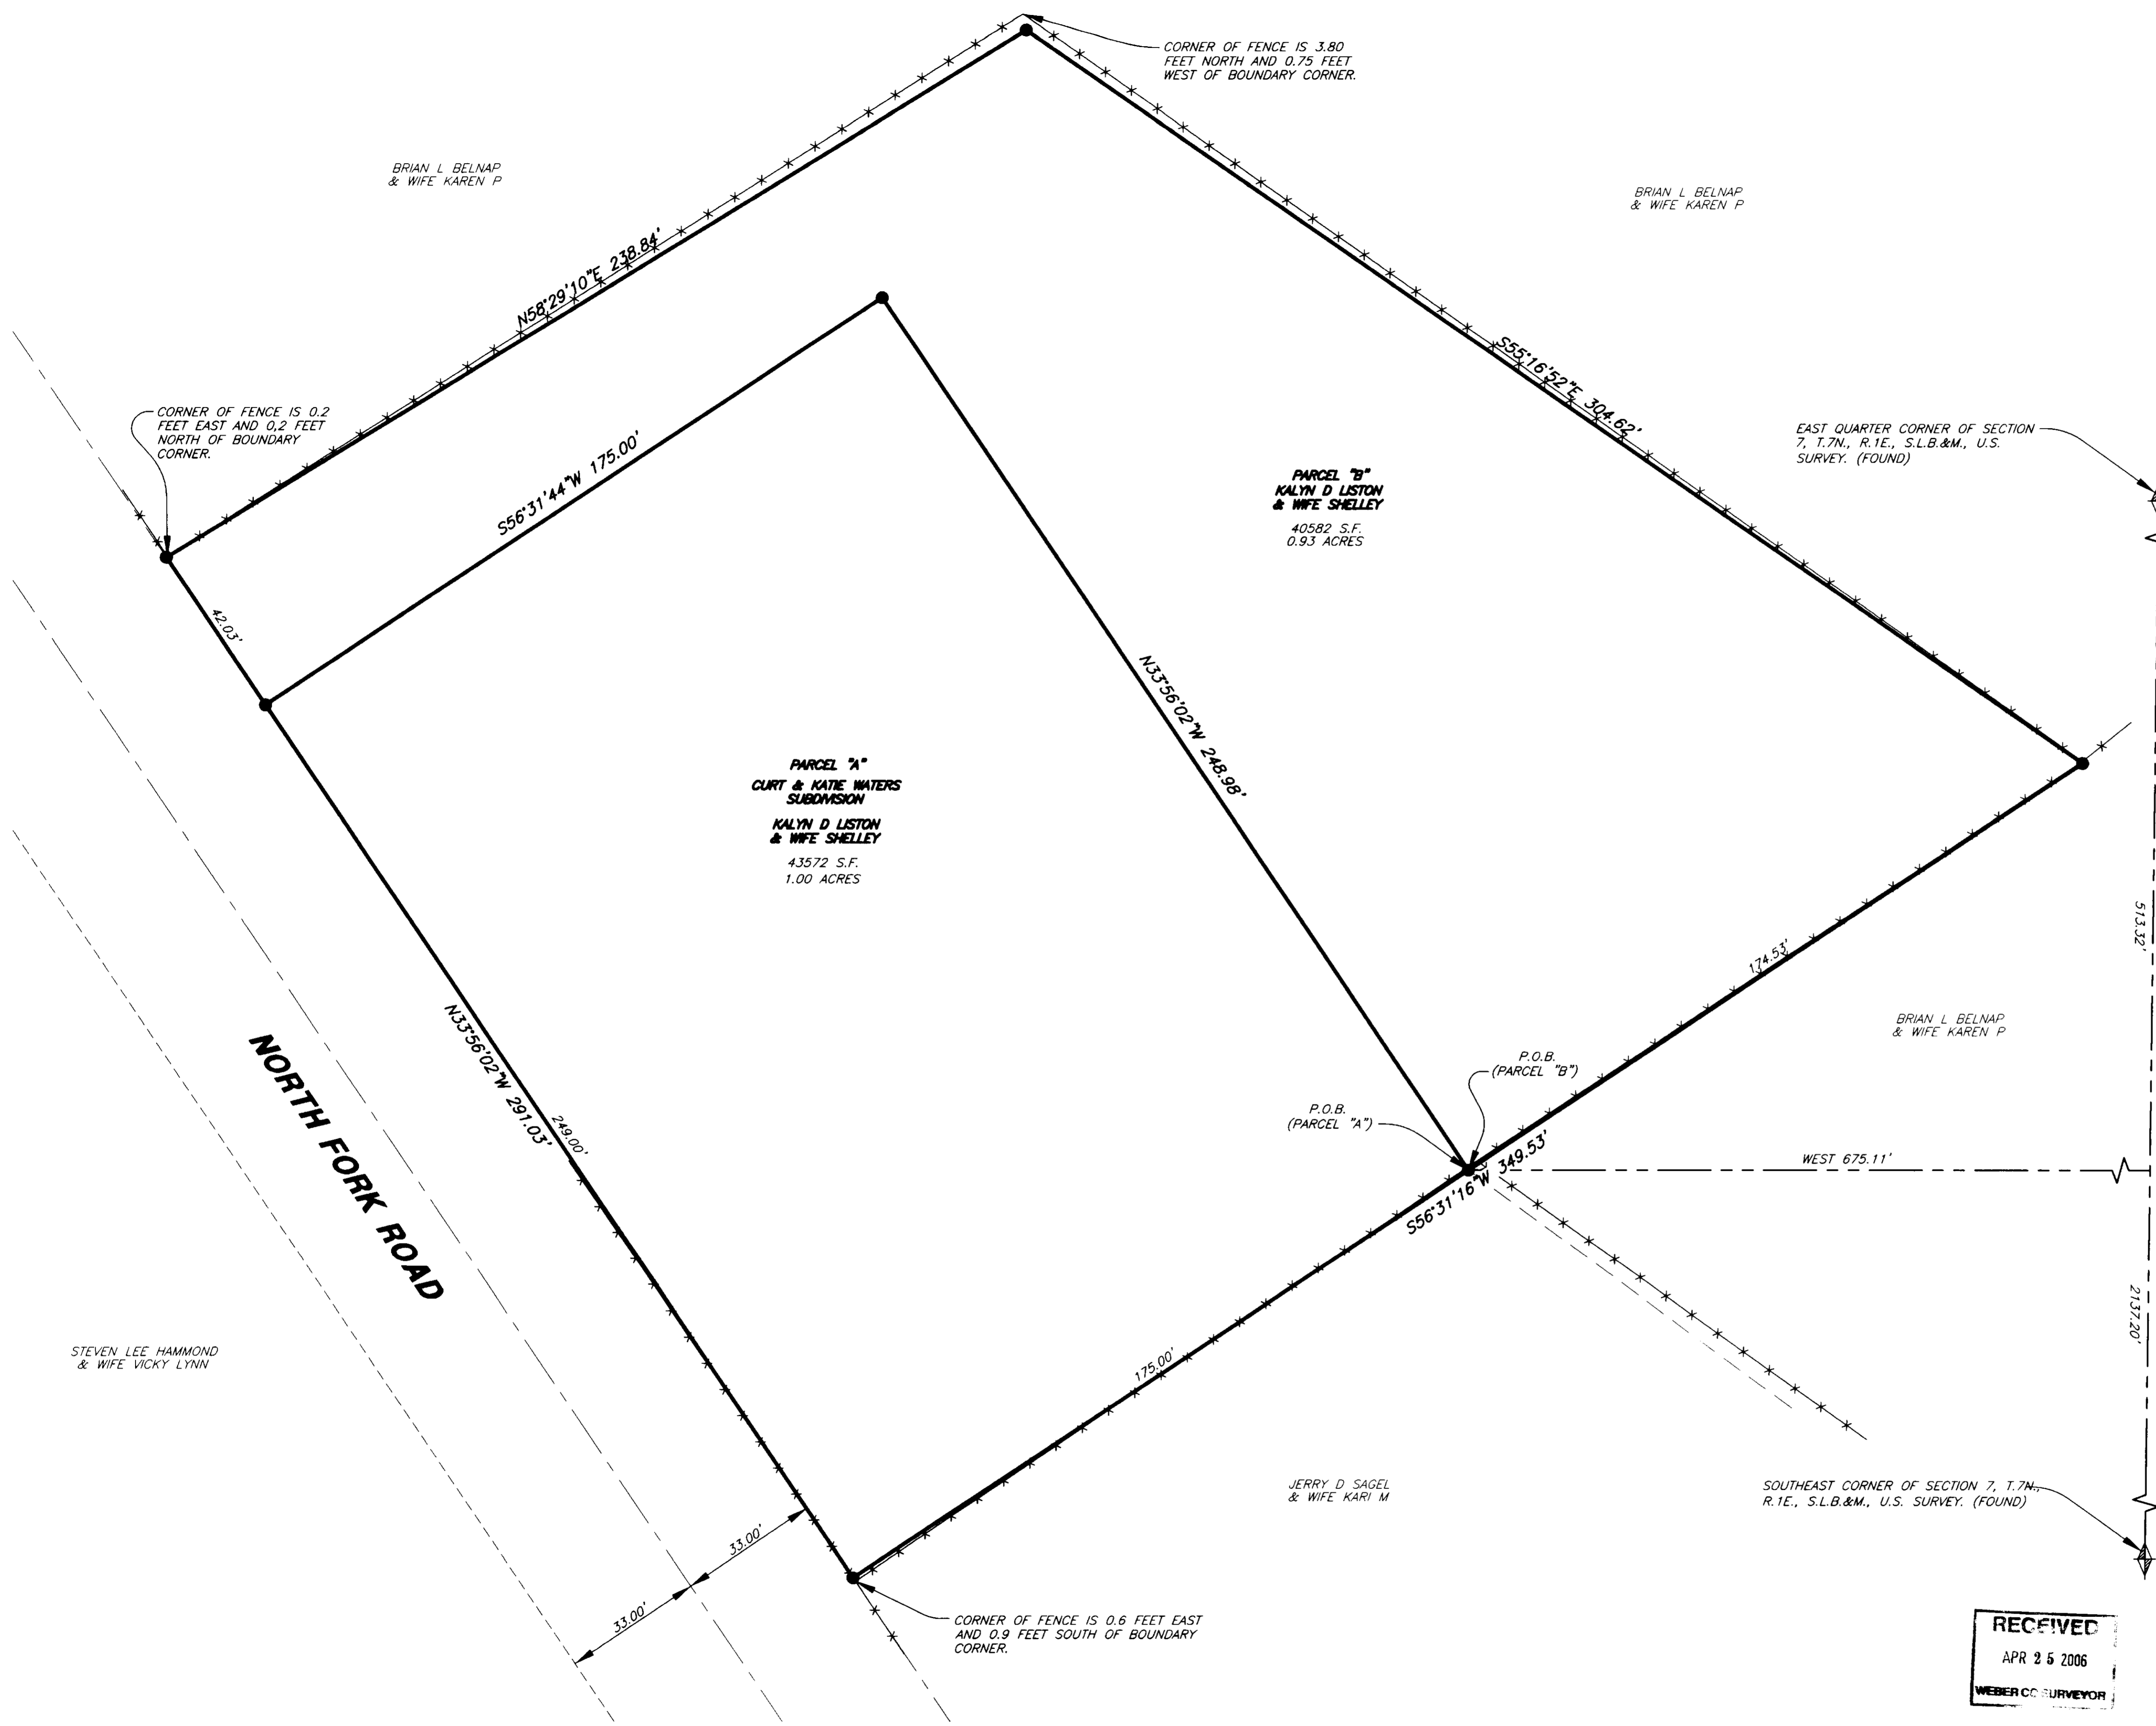 CORNER OF FENCE IS 3.80
FEET NORTH AND 0.75 FEET
WEST OF BOUNDARY CORNER.
BRIAN L BELNAP
& WIFE KAREN P
BRIAN L BELNAP
& WIFE KAREN P
N58°29'10"E 238.84'
S55°16'52"E 304.62'
CORNER OF FENCE IS 0.2
FEET EAST AND 0,2 FEET
NORTH OF BOUNDARY
CORNER.
S56°31'44"W 175.00'
EAST QUARTER CORNER OF SECTION
7, T.7N., R.1E., S.L.B.&M., U.S.
SURVEY. (FOUND)
PARCEL "B"
KALYN D LISTON
& WIFE SHELLEY
40582 S.F.
0.93 ACRES
42.03'
N33°56'02"W 248.98'
PARCEL "A"
CURT & KATIE WATERS
SUBDIVISION
KALYN D LISTON
& WIFE SHELLEY
43572 S.F.
1.00 ACRES
513.32'
174.53'
BRIAN L BELNAP
& WIFE KAREN P
N33°56'02"W 291.03'
249.00'
NORTH FORK ROAD
P.O.B.
(PARCEL "B")
P.O.B.
(PARCEL "A")
WEST 675.11'
S56°31'16"W 349.53'
2137.20'
STEVEN LEE HAMMOND
& WIFE VICKY LYNN
175.00'
JERRY D SAGEL
& WIFE KARI M
SOUTHEAST CORNER OF SECTION 7, T.7N.,
R.1E., S.L.B.&M., U.S. SURVEY. (FOUND)
33.00'
33.00'
CORNER OF FENCE IS 0.6 FEET EAST
AND 0.9 FEET SOUTH OF BOUNDARY
CORNER.
RECEIVED
APR 25 2006
WEBER CO SURVEYOR